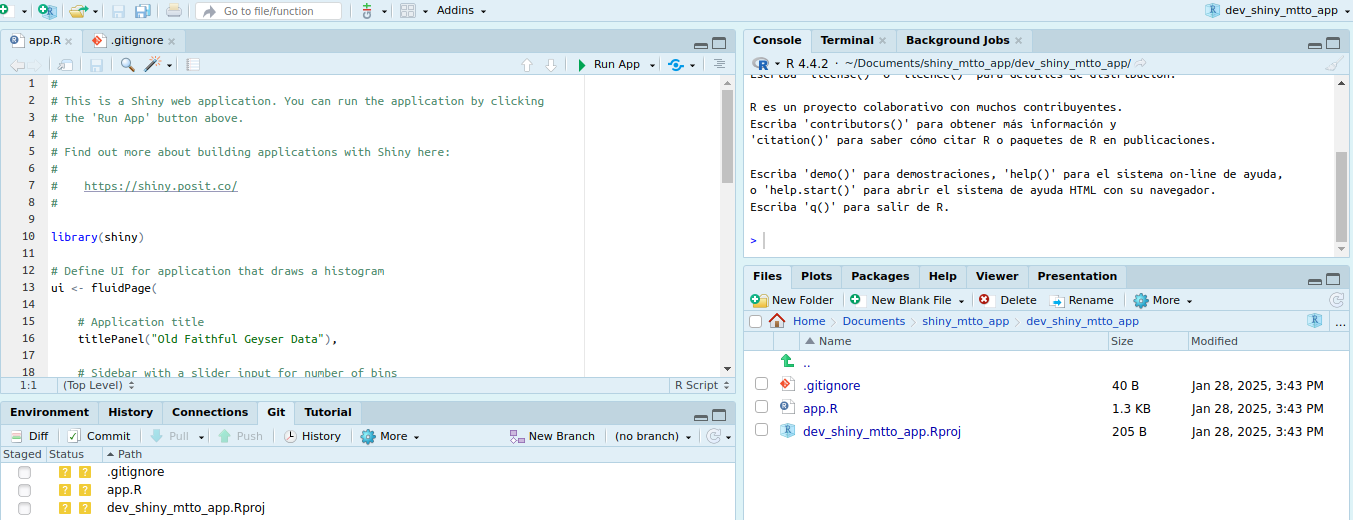 Go to file/function
Addins
dev_shiny_mtto_app
app.R
.gitignore
Run App
1 #
2 # This is a Shiny web application. You can run the application by clicking
3 # the 'Run App' button above.
4 #
5 # Find out more about building applications with Shiny here:
6 #
7 #    https://shiny.posit.co/
8 #
9
10 library(shiny)
11
12 # Define UI for application that draws a histogram
13 ui <- fluidPage(
14
15     # Application title
16     titlePanel("Old Faithful Geyser Data"),
17
18     # Sidebar with a slider input for number of bins
1:1 (Top Level) R Script
Environment History Connections Git Tutorial
Diff Commit Pull Push History More New Branch (no branch)
Staged Status Path
? ? .gitignore
? ? app.R
? ? dev_shiny_mtto_app.Rproj
Console Terminal Background Jobs
R 4.4.2 · ~/Documents/shiny_mtto_app/dev_shiny_mtto_app/
Escriba 'license()' o 'licence()' para detalles de distribucion.
R es un proyecto colaborativo con muchos contribuyentes.
Escriba 'contributors()' para obtener más información y
'citation()' para saber cómo citar R o paquetes de R en publicaciones.
Escriba 'demo()' para demostraciones, 'help()' para el sistema on-line de ayuda,
o 'help.start()' para abrir el sistema de ayuda HTML con su navegador.
Escriba 'q()' para salir de R.
>
Files Plots Packages Help Viewer Presentation
New Folder New Blank File Delete Rename More
Home Documents shiny_mtto_app dev_shiny_mtto_app ...
Name Size Modified
..
.gitignore 40 B Jan 28, 2025, 3:43 PM
app.R 1.3 KB Jan 28, 2025, 3:43 PM
dev_shiny_mtto_app.Rproj 205 B Jan 28, 2025, 3:43 PM